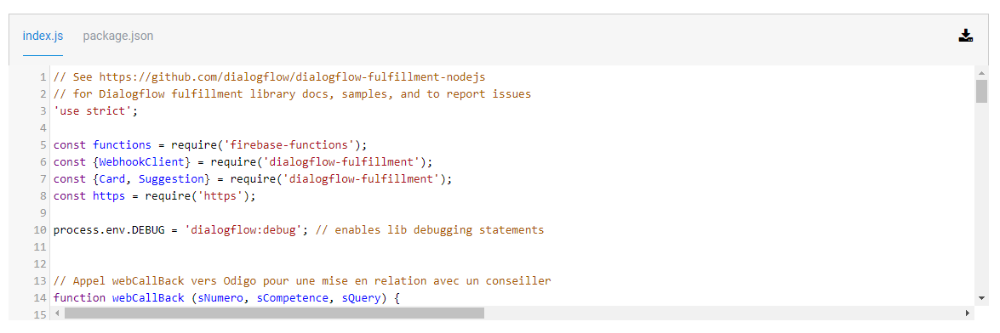 index.js package.json
1 // See https://github.com/dialogflow/dialogflow-fulfillment-nodejs
2 // for Dialogflow fulfillment library docs, samples, and to report issues
3 'use strict';
4
5 const functions = require('firebase-functions');
6 const {WebhookClient} = require('dialogflow-fulfillment');
7 const {Card, Suggestion} = require('dialogflow-fulfillment');
8 const https = require('https');
9
10 process.env.DEBUG = 'dialogflow:debug'; // enables lib debugging statements
11
12
13 // Appel webCallBack vers Odigo pour une mise en relation avec un conseiller
14 function webCallBack (sNumero, sCompetence, sQuery) {
15